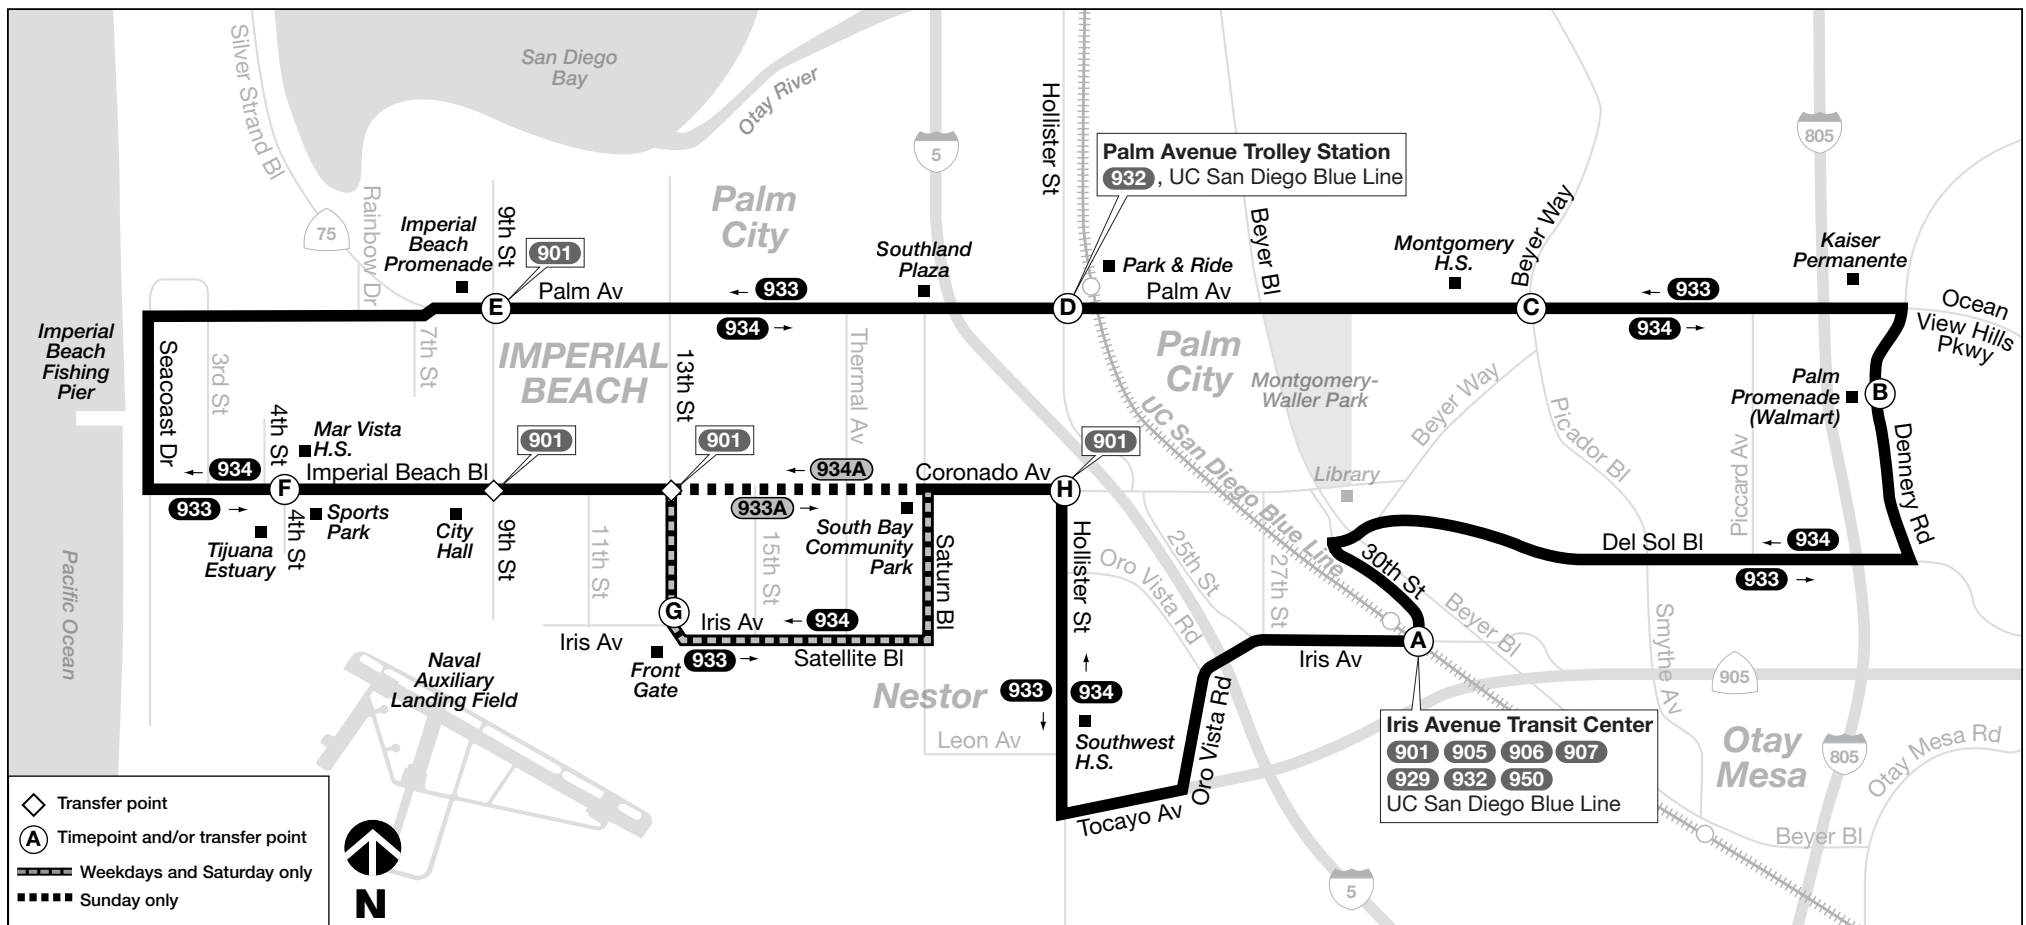 San Diego
Bay
Otay River
Silver Strand Bl
Hollister St
5
805
Palm Avenue Trolley Station
932 , UC San Diego Blue Line
Rainbow Dr
75
Palm
City
Imperial
Beach
Promenade
9th St
901
Southland
Plaza
Park & Ride
Beyer Bl
Montgomery
H.S.
Beyer Way
Kaiser
Permanente
E
Palm Av
← 933
934 →
D
Palm Av
C
← 933
934 →
Ocean
View Hills
Pkwy
Imperial
Beach
Fishing
Pier
Seacoast Dr
3rd St
7th St
IMPERIAL
BEACH
13th St
Thermal Av
Palm
City
Montgomery-
Waller Park
Beyer Way
Picador Bl
Palm
Promenade
(Walmart)
B
Piccard Av
Dennery Rd
4th St
Mar Vista
H.S.
901
901
901
UC San Diego Blue Line
Library
← 934
Imperial Beach Bl
← 934A
Coronado Av
F
H
933 →
933A →
4th St
Sports
Park
City
Hall
9th St
Tijuana
Estuary
11th St
15th St
South Bay
Community
Park
Saturn Bl
Hollister St
Oro Vista Rd
25th St
27th St
30th St
Del Sol Bl
← 934
933 →
Pacific Ocean
G
Iris Av
← 934
Iris Av
Front
Gate
933 →
Satellite Bl
A
Iris Av
Beyer Bl
Smythe Av
905
Naval
Auxiliary
Landing Field
Nestor
933
934
Leon Av
Southwest
H.S.
Oro Vista Rd
Tocayo Av
Iris Avenue Transit Center
901 905 906 907
929 932 950
UC San Diego Blue Line
Otay
Mesa
805
Otay Mesa Rd
Beyer Bl
5
Transfer point
A Timepoint and/or transfer point
Weekdays and Saturday only
Sunday only
N